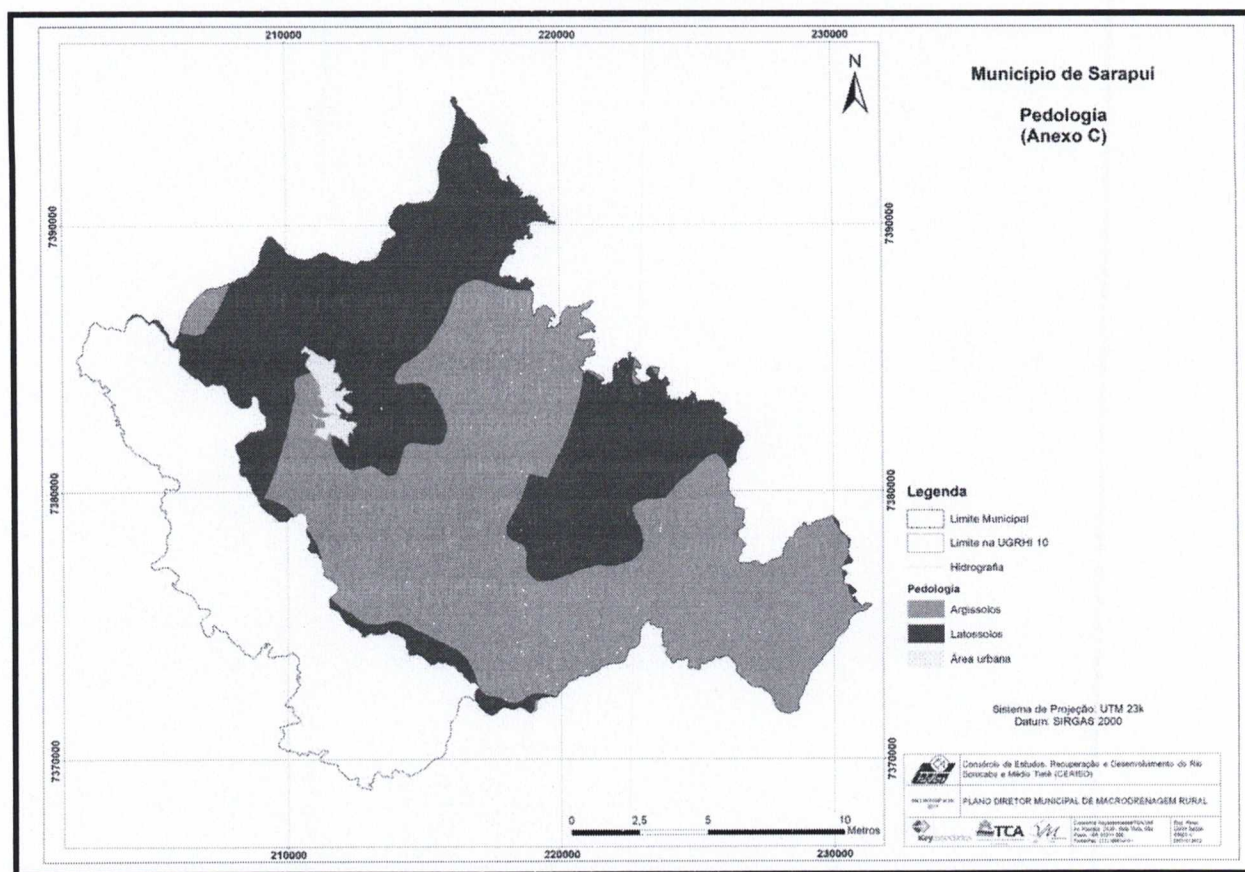 210000
220000
230000
N
Município de Sarapui
Pedologia
(Anexo C)
7390000
7390000
7380000
7380000
7370000
7370000
Legenda
Limite Municipal
Limite na UGRHI 10
Hidrografia
Pedologia
Argissolos
Latossolos
Área urbana
Sistema de Projeção: UTM 23k
Datum: SIRGAS 2000
0 2,5 5 10
Metros
210000
220000
230000
Consórcio de Estudos, Recuperação e Desenvolvimento do Rio
Sorocaba e Médio Tietê (CERISO)
PLANO DIRETOR MUNICIPAL DE MACRODRENAGEM RURAL
Key
TCA